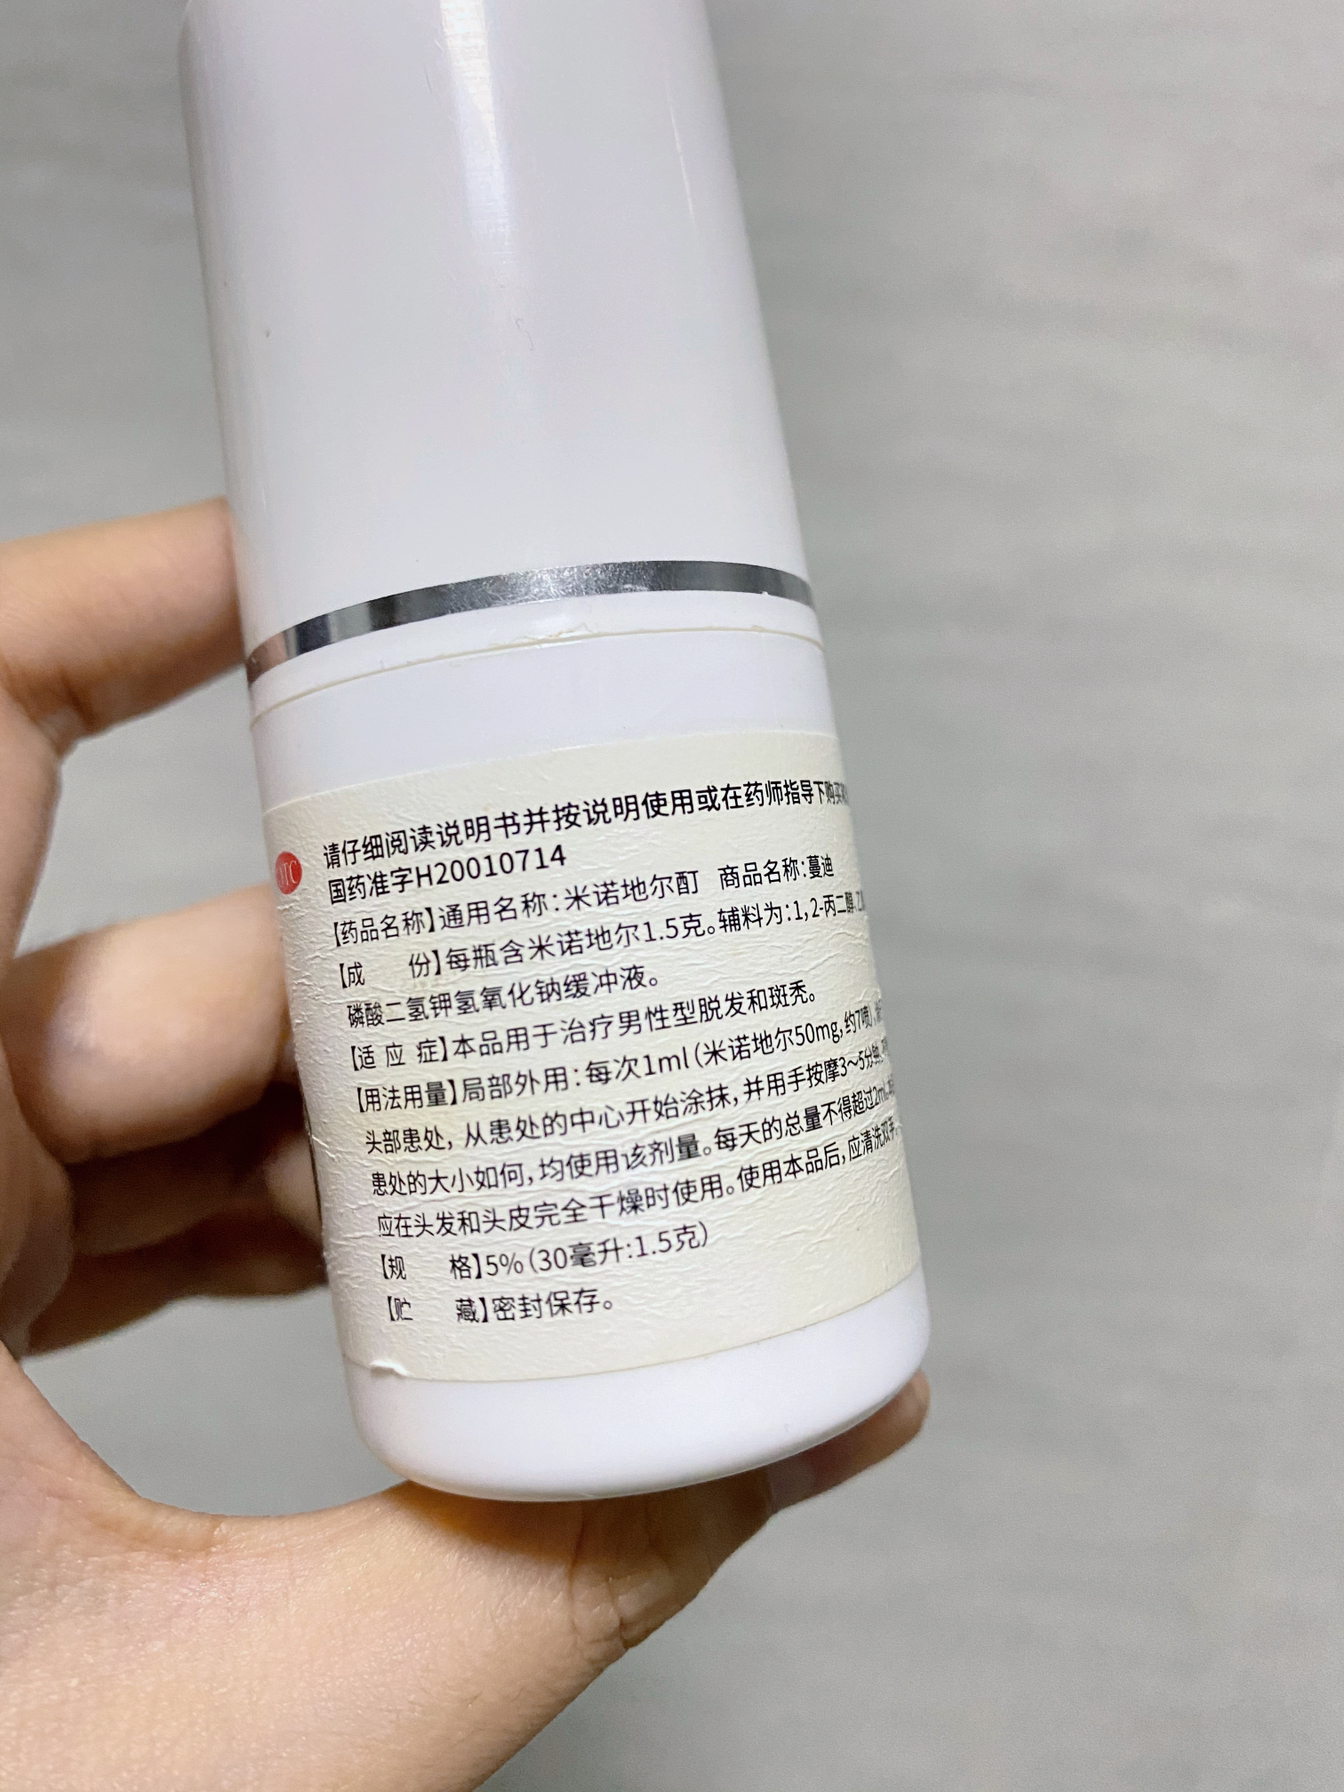 OTC
请仔细阅读说明书并按说明使用或在药师指导下购买
国药准字H20010714
【药品名称】通用名称：米诺地尔酊 商品名称：蔓迪
【成 份】每瓶含米诺地尔1.5克。辅料为：1，2-丙二醇、乙
磷酸二氢钾氢氧化钠缓冲液。
【适 应 症】本品用于治疗男性型脱发和斑秃。
【用法用量】局部外用：每次1ml（米诺地尔50mg，约7喷），
头部患处，从患处的中心开始涂抹，并用手按摩3～5分钟，
患处的大小如何，均使用该剂量。每天的总量不得超过2ml。
应在头发和头皮完全干燥时使用。使用本品后，应清洗双手，
【规 格】5%（30毫升：1.5克）
【贮 藏】密封保存。